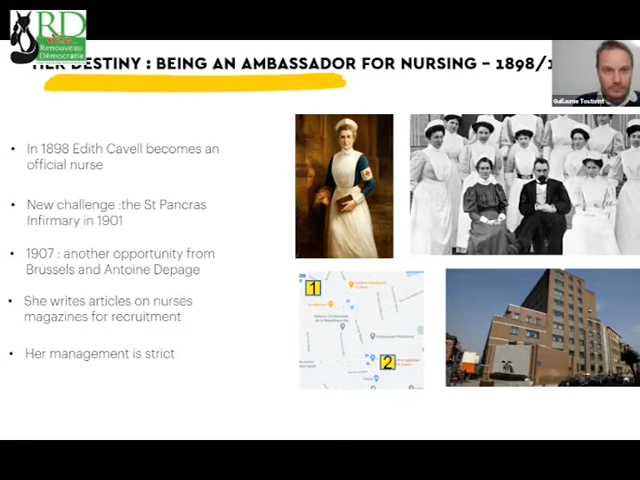 RD
Renouveau
Démocratie
HER DESTINY : BEING AN AMBASSADOR FOR NURSING – 1898/1
Guillaume Tostivint
• In 1898 Edith Cavell becomes an
official nurse
• New challenge :the St Pancras
Infirmary in 1901
• 1907 : another opportunity from
Brussels and Antoine Depage
• She writes articles on nurses
magazines for recruitment
• Her management is strict
1
2